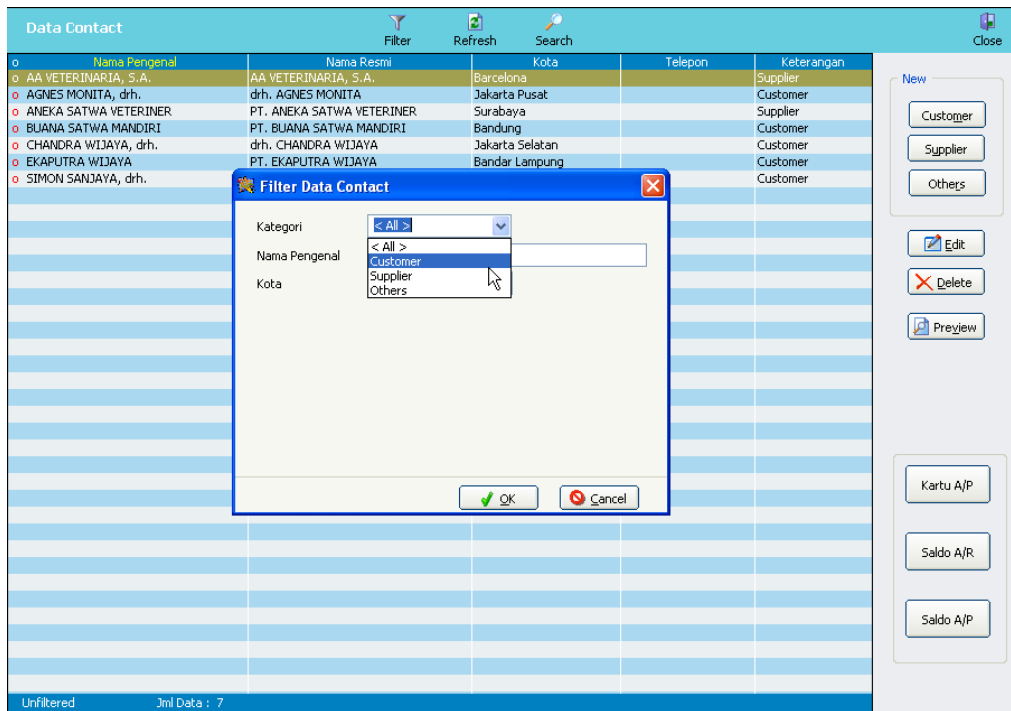 Data Contact
Filter Refresh Search Close
o Nama Pengenal Nama Resmi Kota Telepon Keterangan
o AA VETERINARIA, S.A. AA VETERINARIA, S.A. Barcelona Supplier
o AGNES MONITA, drh. drh. AGNES MONITA Jakarta Pusat Customer
o ANEKA SATWA VETERINER PT. ANEKA SATWA VETERINER Surabaya Supplier
o BUANA SATWA MANDIRI PT. BUANA SATWA MANDIRI Bandung Customer
o CHANDRA WIJAYA, drh. drh. CHANDRA WIJAYA Jakarta Selatan Customer
o EKAPUTRA WIJAYA PT. EKAPUTRA WIJAYA Bandar Lampung Customer
o SIMON SANJAYA, drh. Customer
Filter Data Contact
Kategori < All >
< All >
Nama Pengenal
Customer
Supplier
Kota
Others
OK Cancel
New
Customer
Supplier
Others
Edit
Delete
Preview
Kartu A/P
Saldo A/R
Saldo A/P
Unfiltered Jml Data : 7